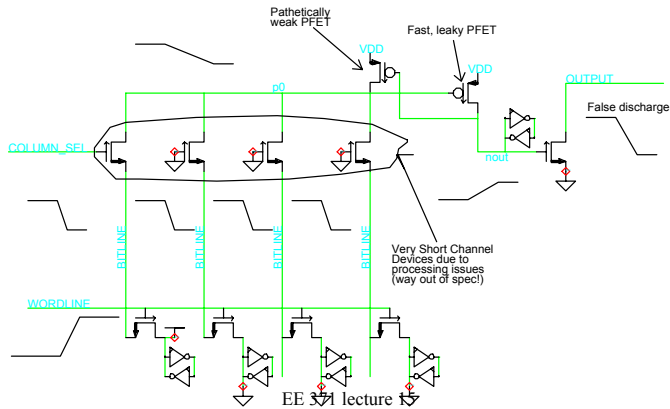 Pathetically
weak PFET
Fast, leaky PFET
VDD
VDD
OUTPUT
p0
False discharge
COLUMN_SEL
nout
Very Short Channel
Devices due to
processing issues
(way out of spec!)
BITLINE
BITLINE
BITLINE
BITLINE
WORDLINE
EE 371 lecture 15